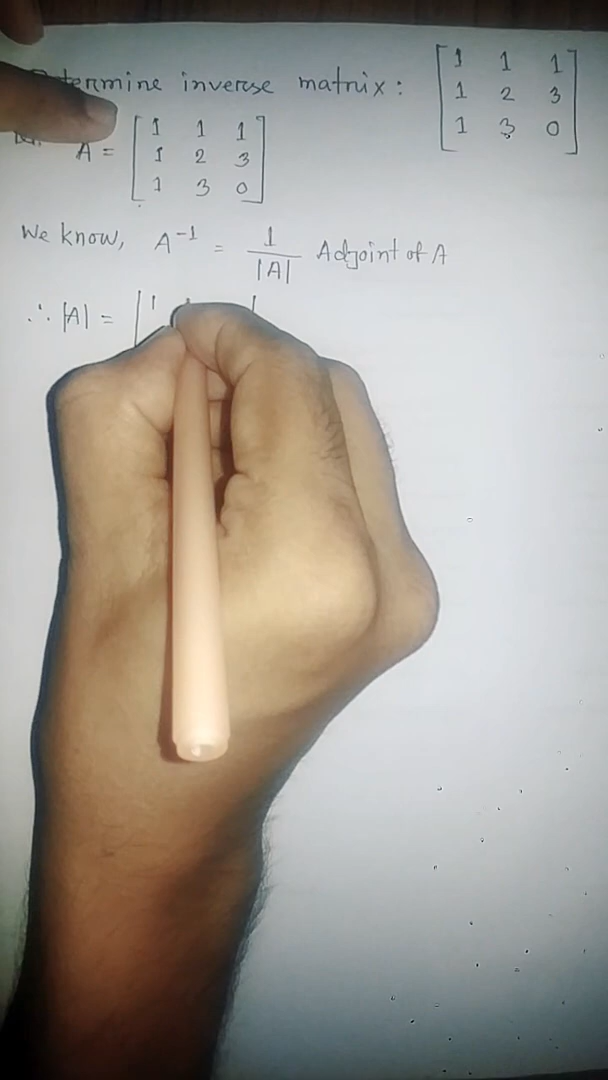 termine inverse matrix: [1 1 1
1 2 3
1 3 0]
A = [1 1 1
1 2 3
1 3 0]
We know, A⁻¹ = 1/|A| Adjoint of A
∴ |A| = | 1 |